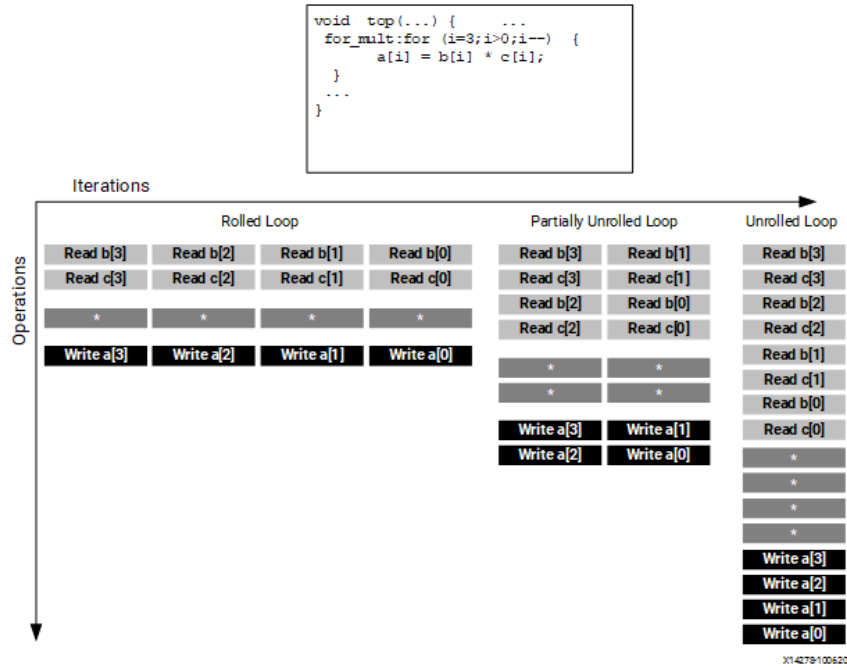 void top(...) { ...
for_mult:for (i=3;i>0;i--) {
a[i] = b[i] * c[i];
}
...
}
Iterations
Operations
Rolled Loop
Partially Unrolled Loop
Unrolled Loop
Read b[3] Read b[2] Read b[1] Read b[0]
Read c[3] Read c[2] Read c[1] Read c[0]
* * * *
Write a[3] Write a[2] Write a[1] Write a[0]
Read b[3] Read b[1]
Read c[3] Read c[1]
Read b[2] Read b[0]
Read c[2] Read c[0]
* *
* *
Write a[3] Write a[1]
Write a[2] Write a[0]
Read b[3]
Read c[3]
Read b[2]
Read c[2]
Read b[1]
Read c[1]
Read b[0]
Read c[0]
*
*
*
*
Write a[3]
Write a[2]
Write a[1]
Write a[0]
X14278-100620